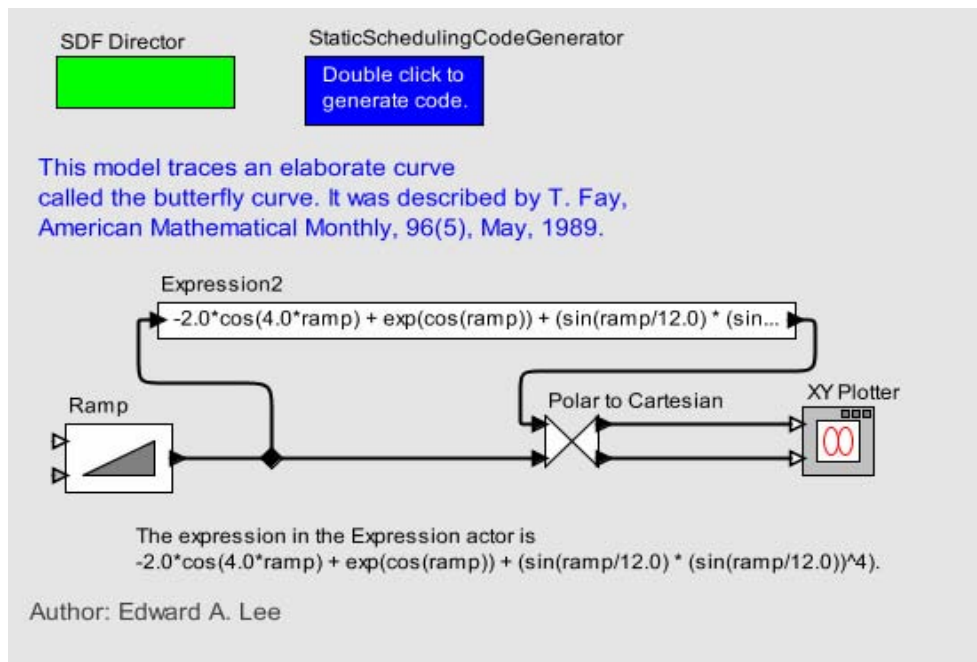 SDF Director
StaticSchedulingCodeGenerator
Double click to
generate code.
This model traces an elaborate curve
called the butterfly curve. It was described by T. Fay,
American Mathematical Monthly, 96(5), May, 1989.
Expression2
-2.0*cos(4.0*ramp) + exp(cos(ramp)) + (sin(ramp/12.0) * (sin...
Ramp
Polar to Cartesian
XY Plotter
The expression in the Expression actor is
-2.0*cos(4.0*ramp) + exp(cos(ramp)) + (sin(ramp/12.0) * (sin(ramp/12.0))^4).
Author: Edward A. Lee